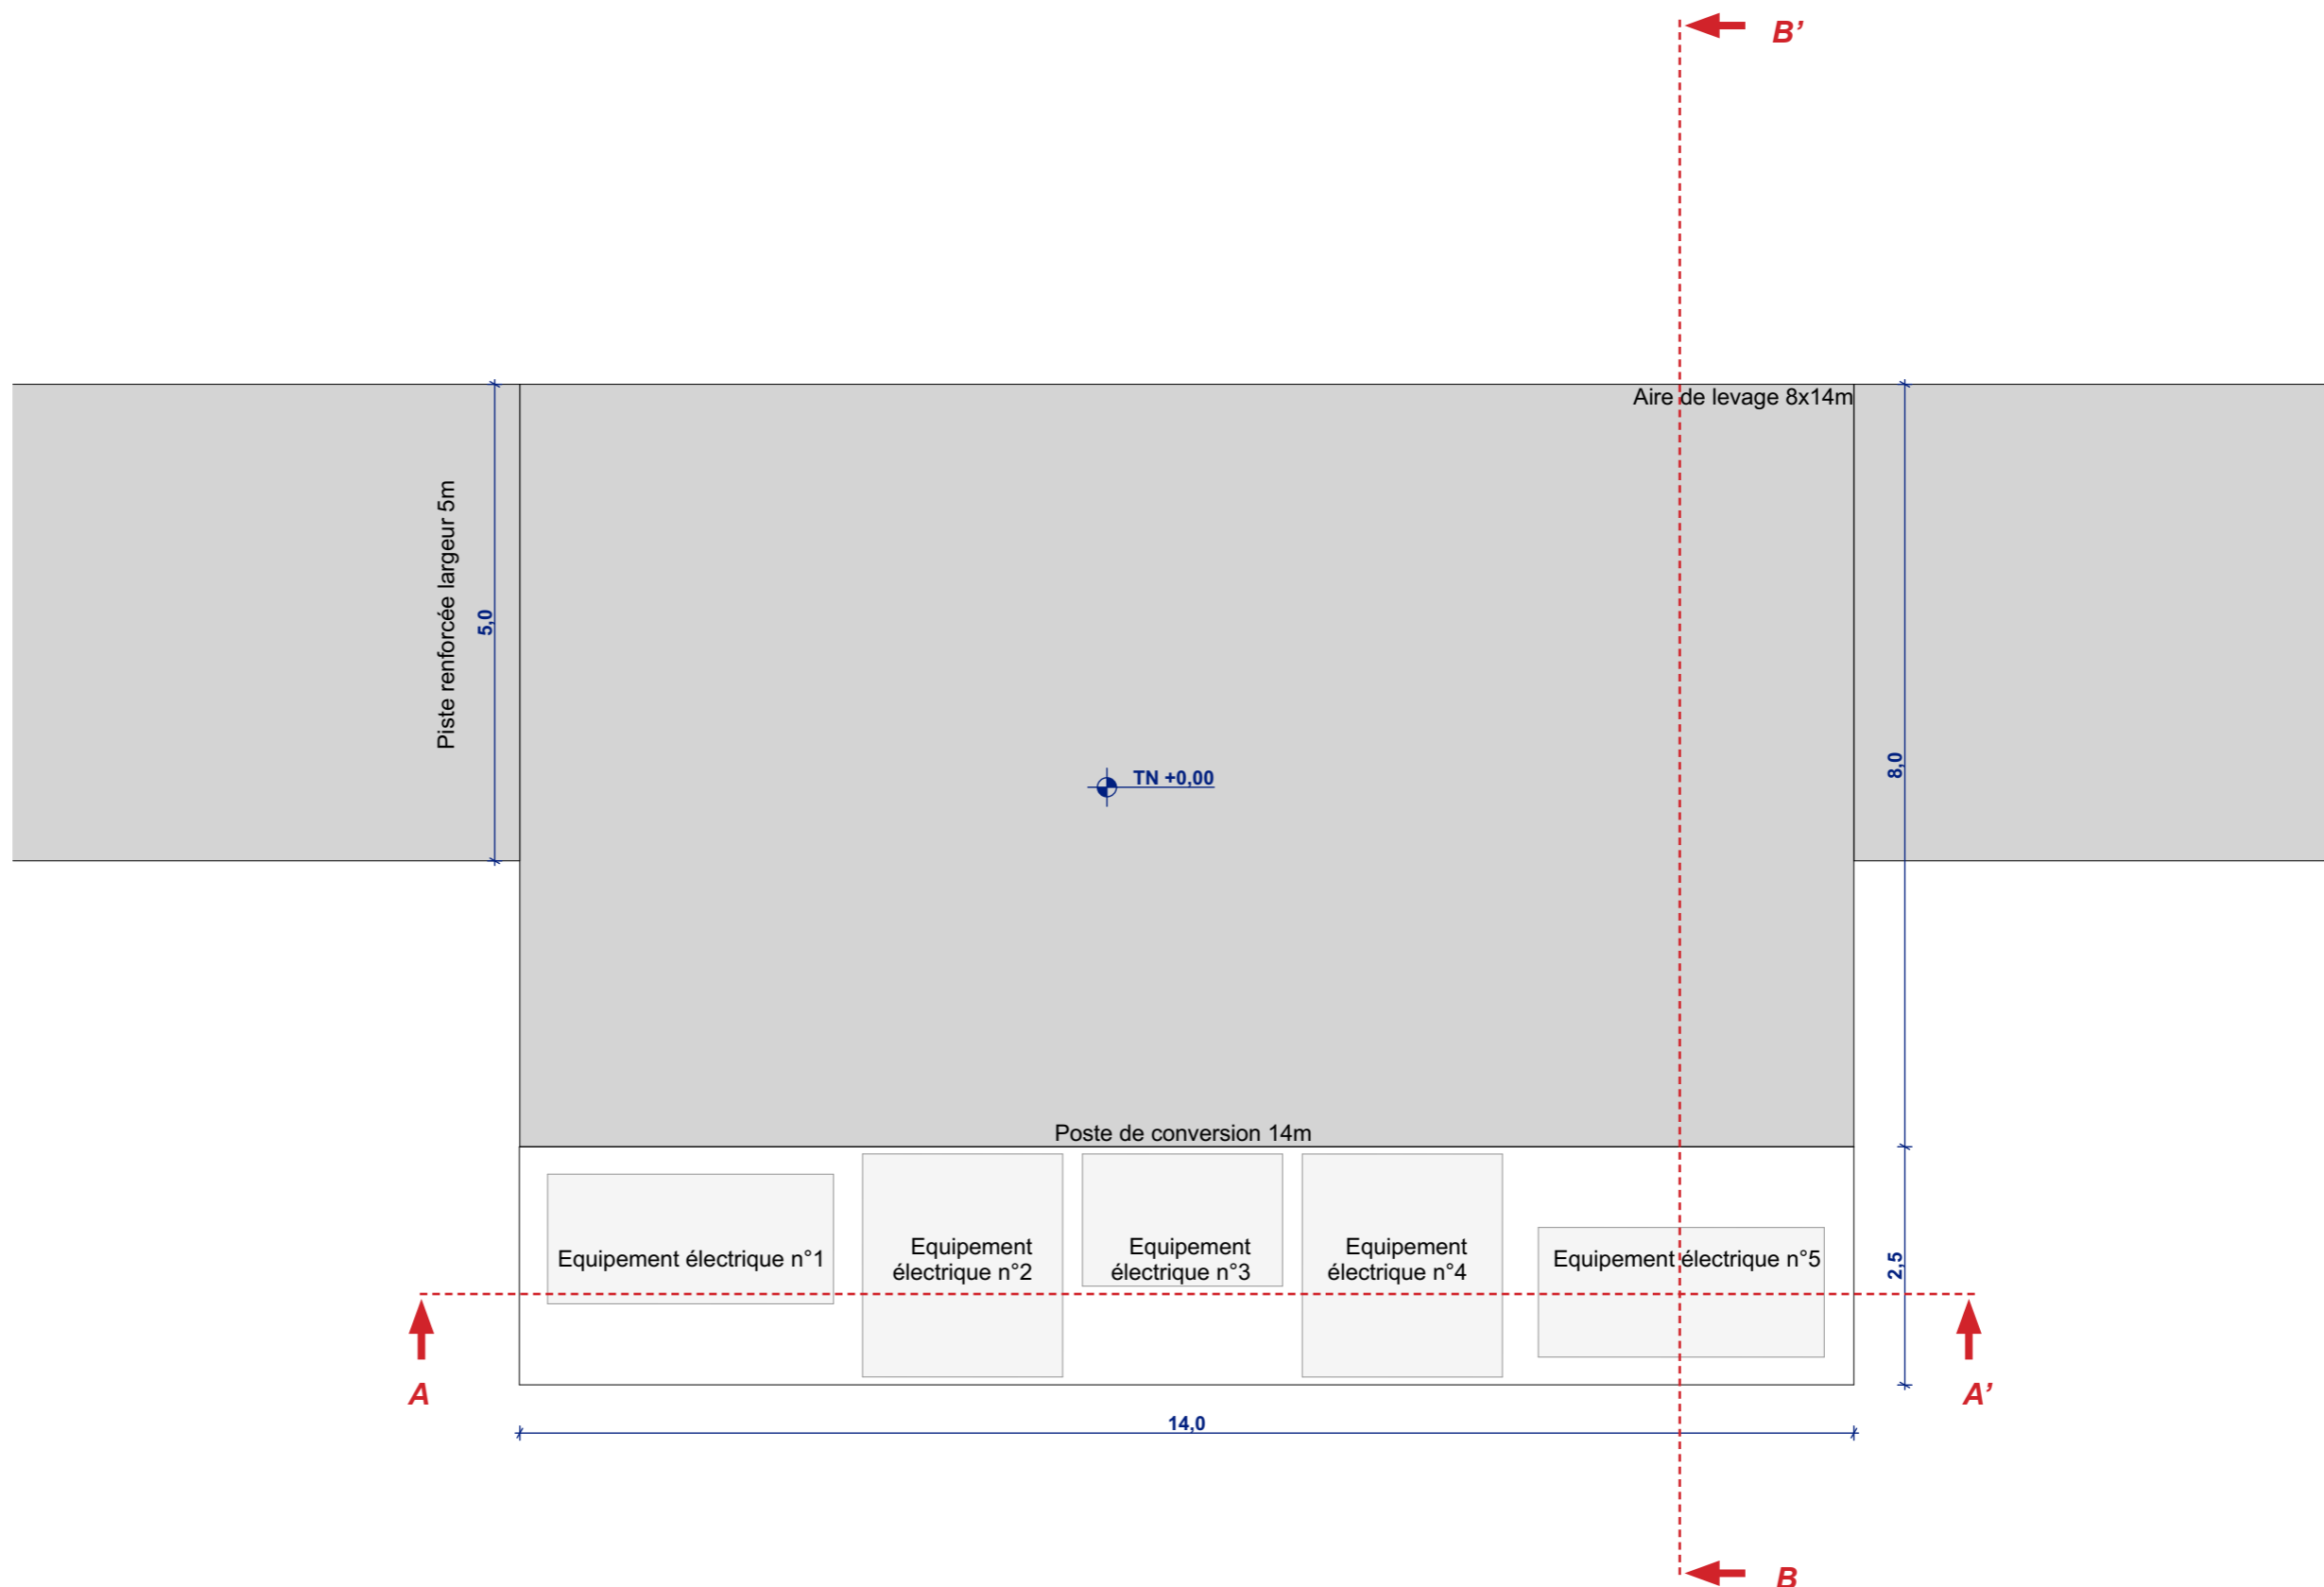 B’
Aire de levage 8x14m
Piste renforcée largeur 5m
5,0
8,0
TN +0,00
Poste de conversion 14m
Equipement électrique n°1
Equipement
électrique n°2
Equipement
électrique n°3
Equipement
électrique n°4
Equipement électrique n°5
2,5
A
A’
14,0
B